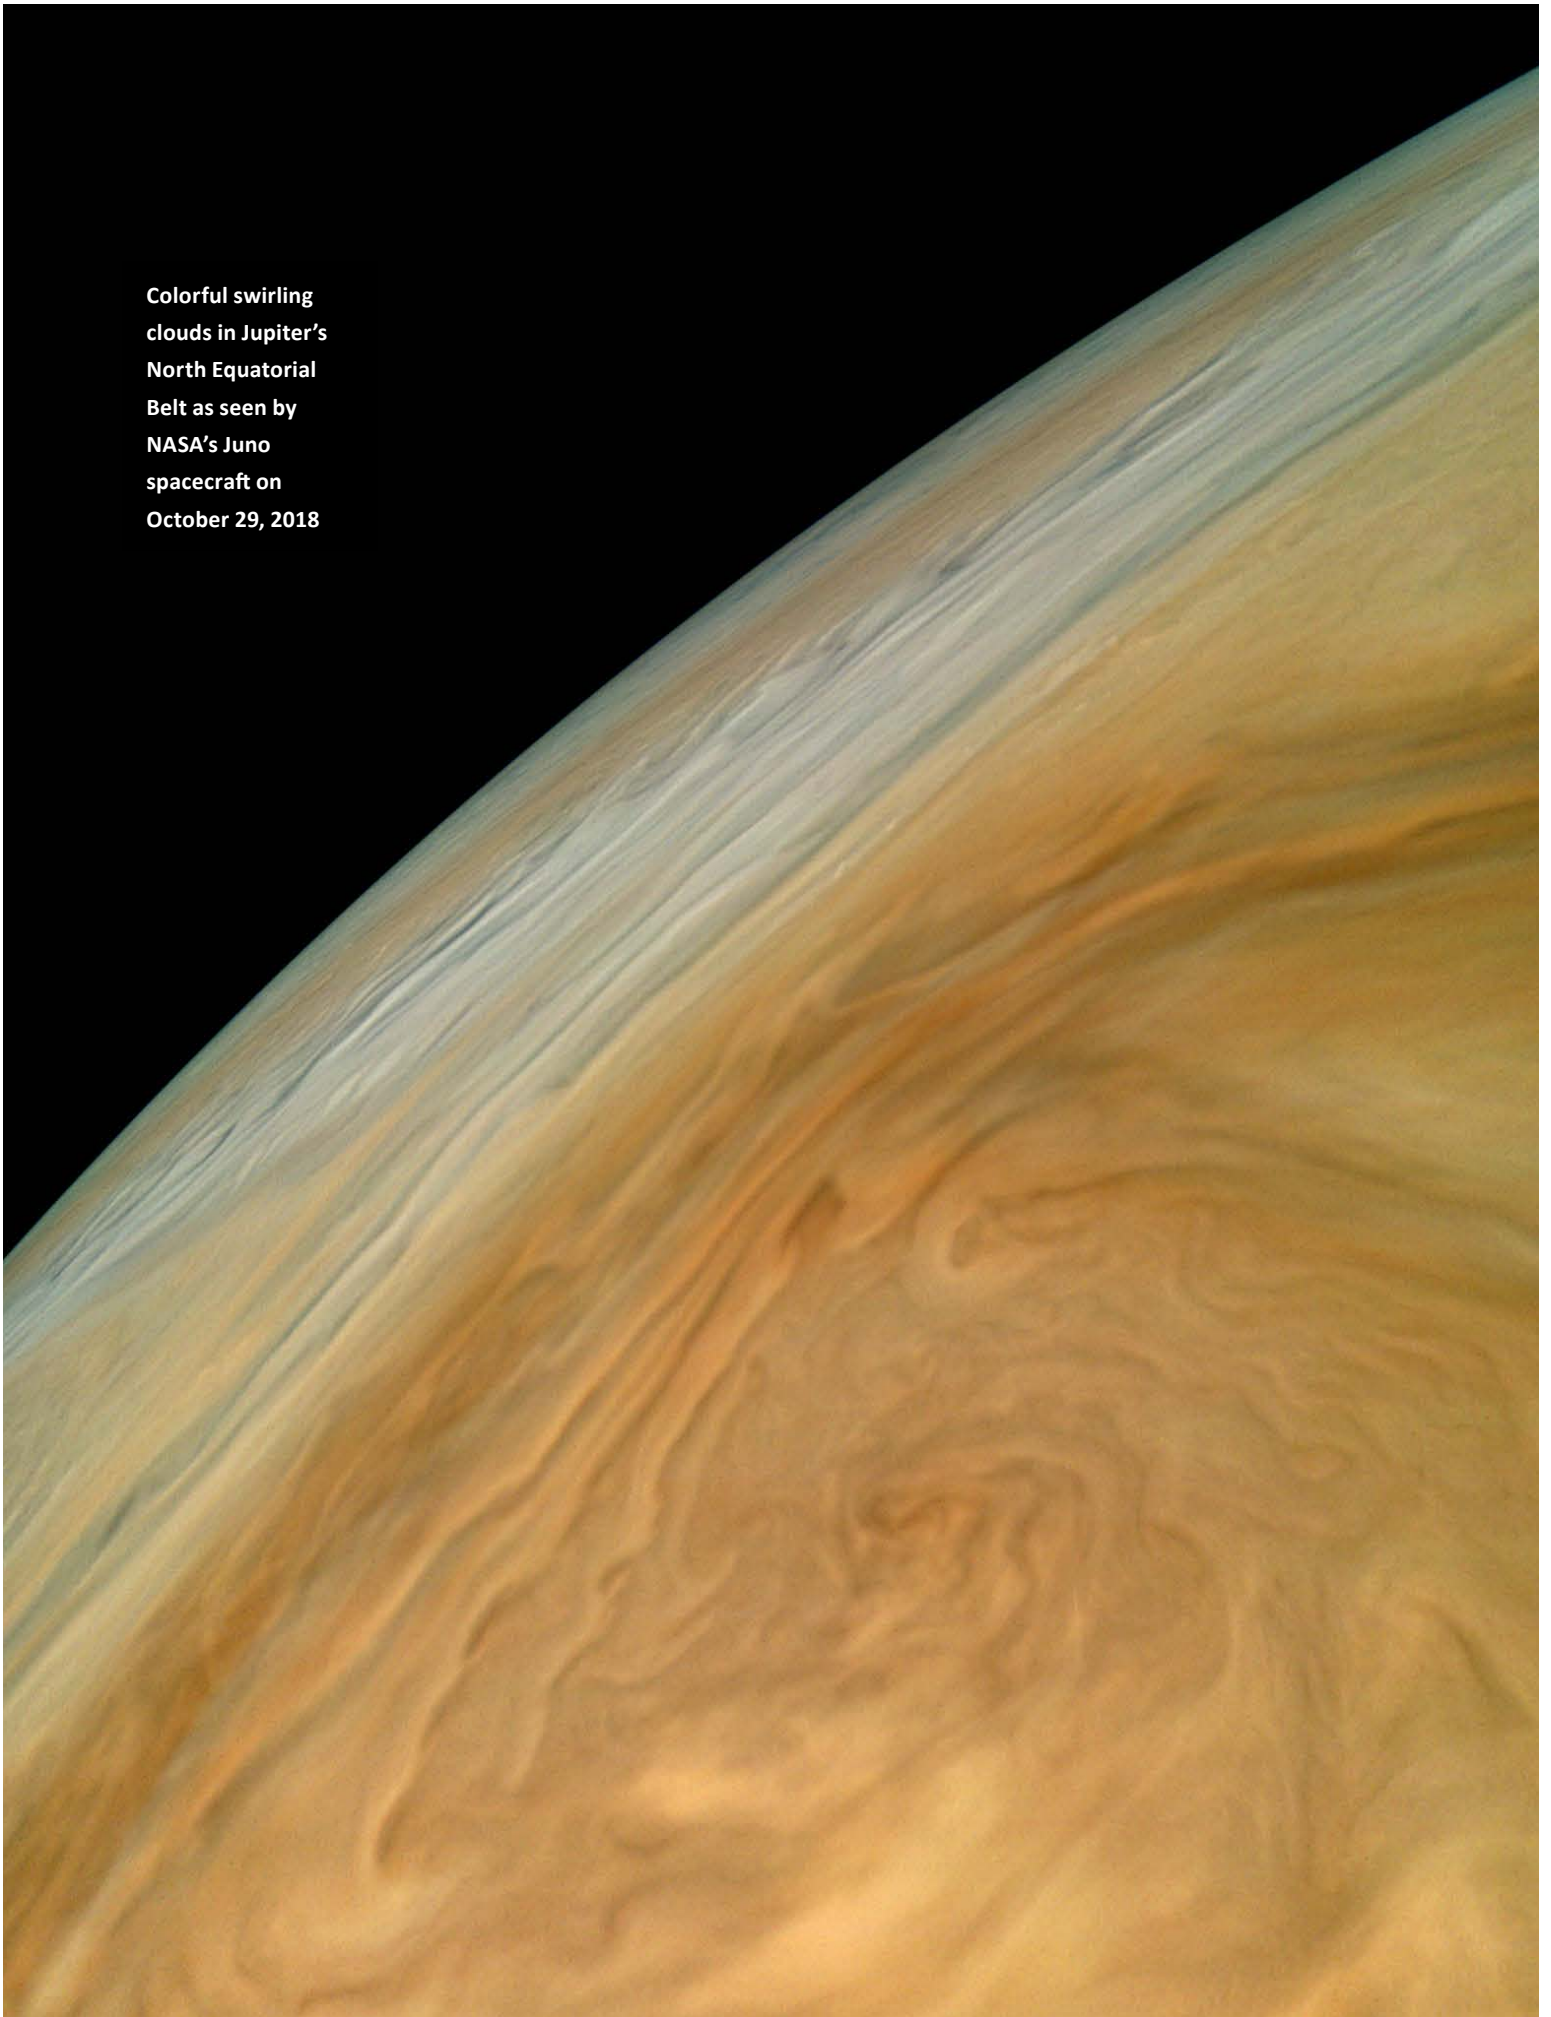 Colorful swirling
clouds in Jupiter’s
North Equatorial
Belt as seen by
NASA’s Juno
spacecraft on
October 29, 2018